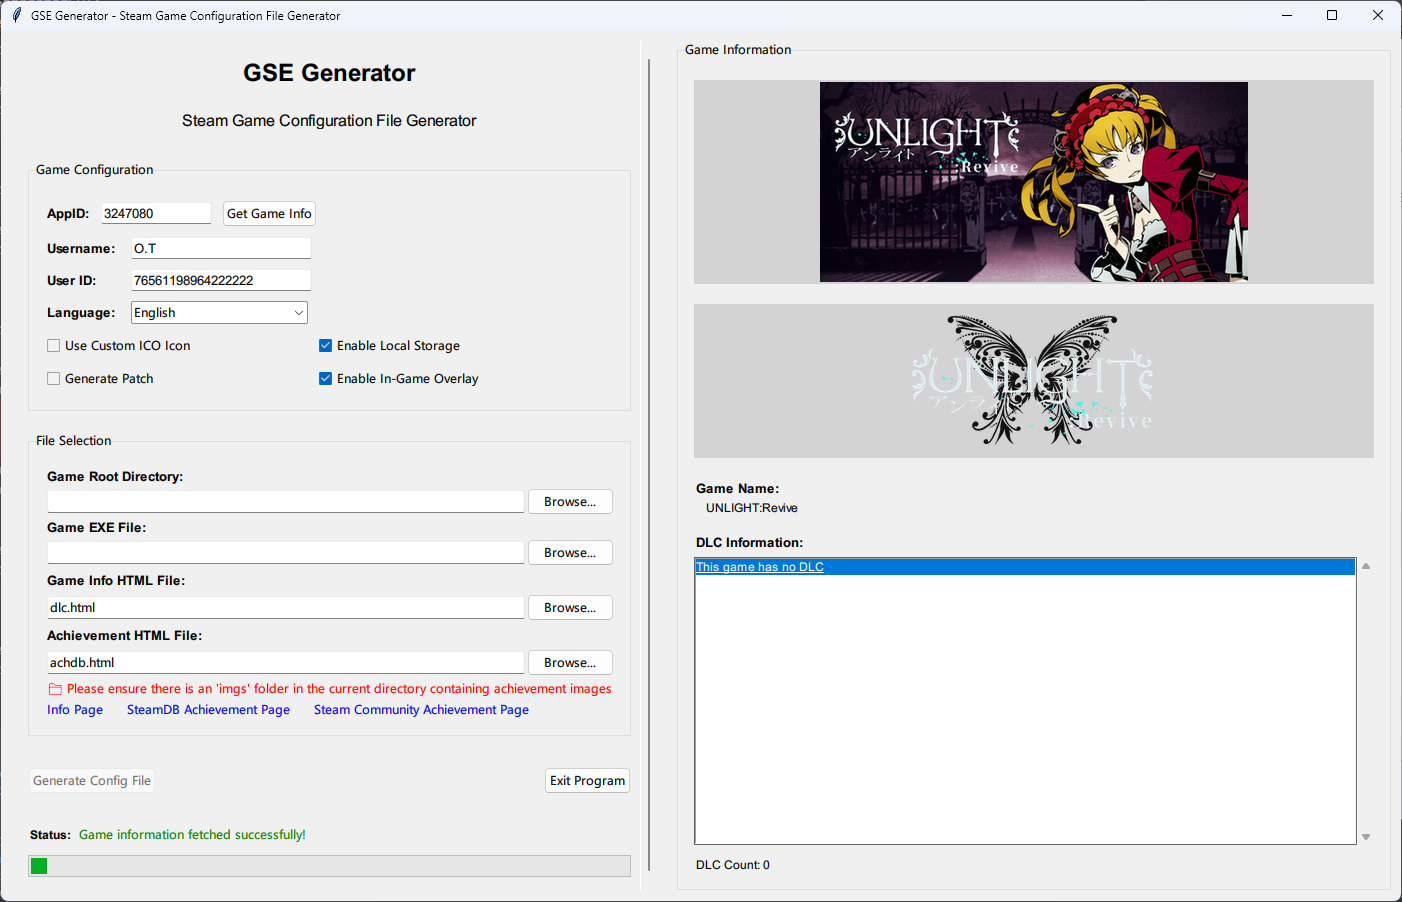 GSE Generator - Steam Game Configuration File Generator
GSE Generator
Steam Game Configuration File Generator
Game Configuration
AppID: 3247080 Get Game Info
Username: O.T
User ID: 76561198964222222
Language: English
Use Custom ICO Icon Enable Local Storage
Generate Patch Enable In-Game Overlay
File Selection
Game Root Directory:
Browse...
Game EXE File:
Browse...
Game Info HTML File:
dlc.html Browse...
Achievement HTML File:
achdb.html Browse...
Please ensure there is an 'imgs' folder in the current directory containing achievement images
Info Page SteamDB Achievement Page Steam Community Achievement Page
Generate Config File Exit Program
Status: Game information fetched successfully!
Game Information
UNLIGHT
アンライト
:Revive
UNLIGHT
アンライト
:Revive
Game Name:
UNLIGHT:Revive
DLC Information:
This game has no DLC
DLC Count: 0